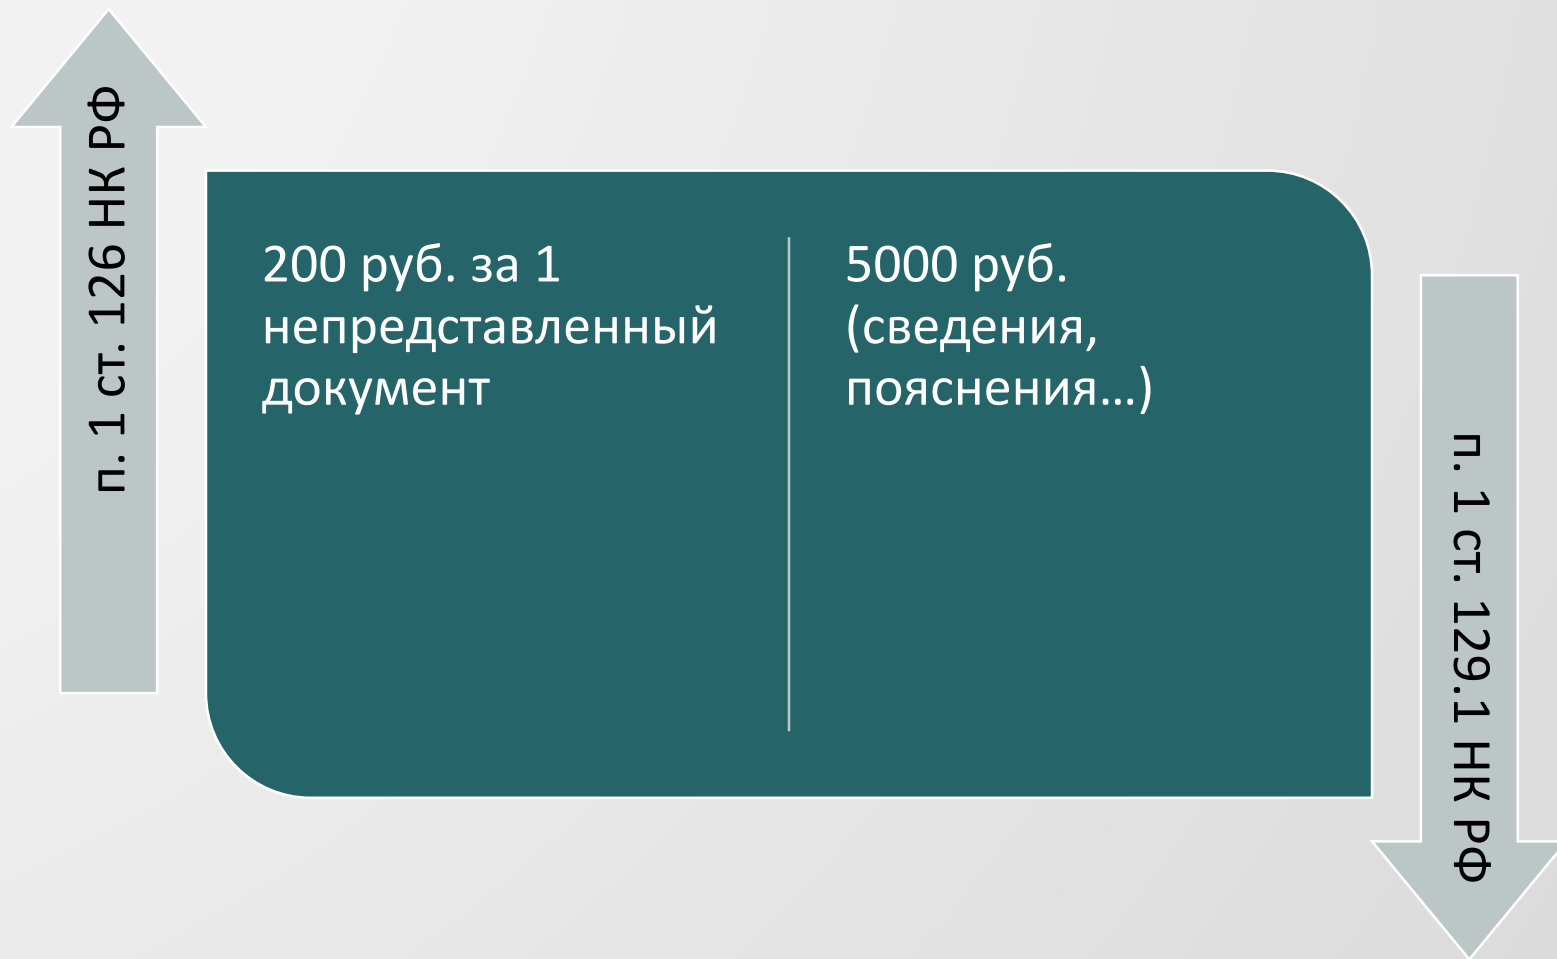 п. 1 ст. 126 НК РФ
200 руб. за 1
непредставленный
документ
5000 руб.
(сведения,
пояснения…)
п. 1 ст. 129.1 НК РФ